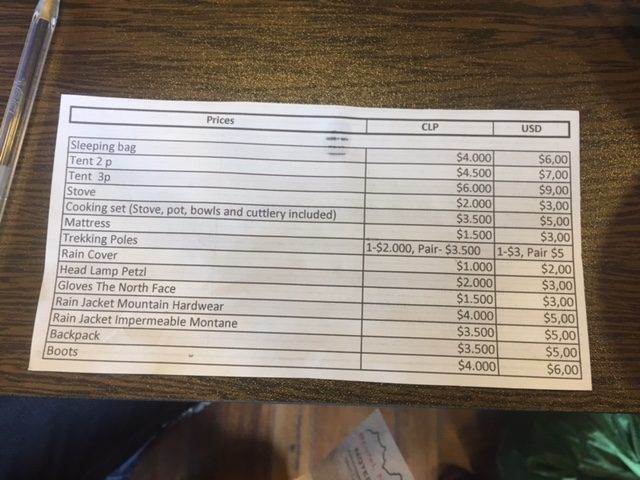 Prices CLP USD
Sleeping bag $4.000 $6,00
Tent 2 p $4.500 $7,00
Tent 3p $6.000 $9,00
Stove $2.000 $3,00
Cooking set (Stove, pot, bowls and cuttlery included) $3.500 $5,00
Mattress $1.500 $3,00
Trekking Poles 1-$2.000, Pair- $3.500 1-$3, Pair $5
Rain Cover $1.000 $2,00
Head Lamp Petzl $2.000 $3,00
Gloves The North Face $1.500 $3,00
Rain Jacket Mountain Hardwear $4.000 $5,00
Rain Jacket Impermeable Montane $3.500 $5,00
Backpack $3.500 $5,00
Boots $4.000 $6,00